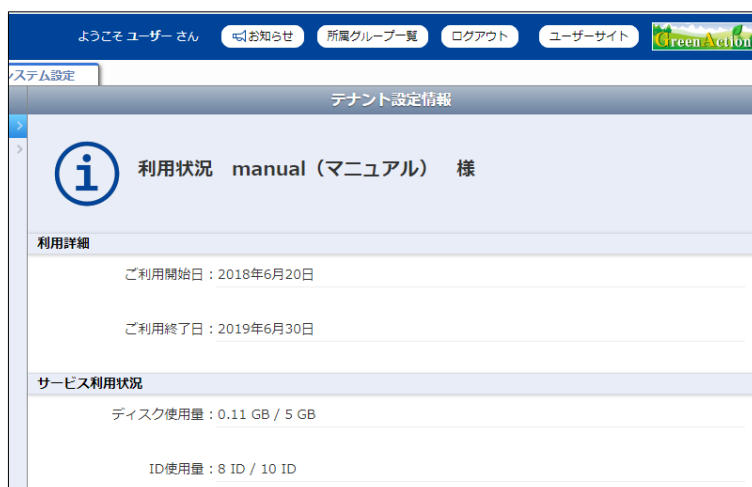 ようこそ ユーザー さん お知らせ 所属グループ一覧 ログアウト ユーザーサイト GreenAction
システム設定
テナント設定情報
利用状況 manual（マニュアル） 様
利用詳細
ご利用開始日：2018年6月20日
ご利用終了日：2019年6月30日
サービス利用状況
ディスク使用量：0.11 GB / 5 GB
ID使用量：8 ID / 10 ID